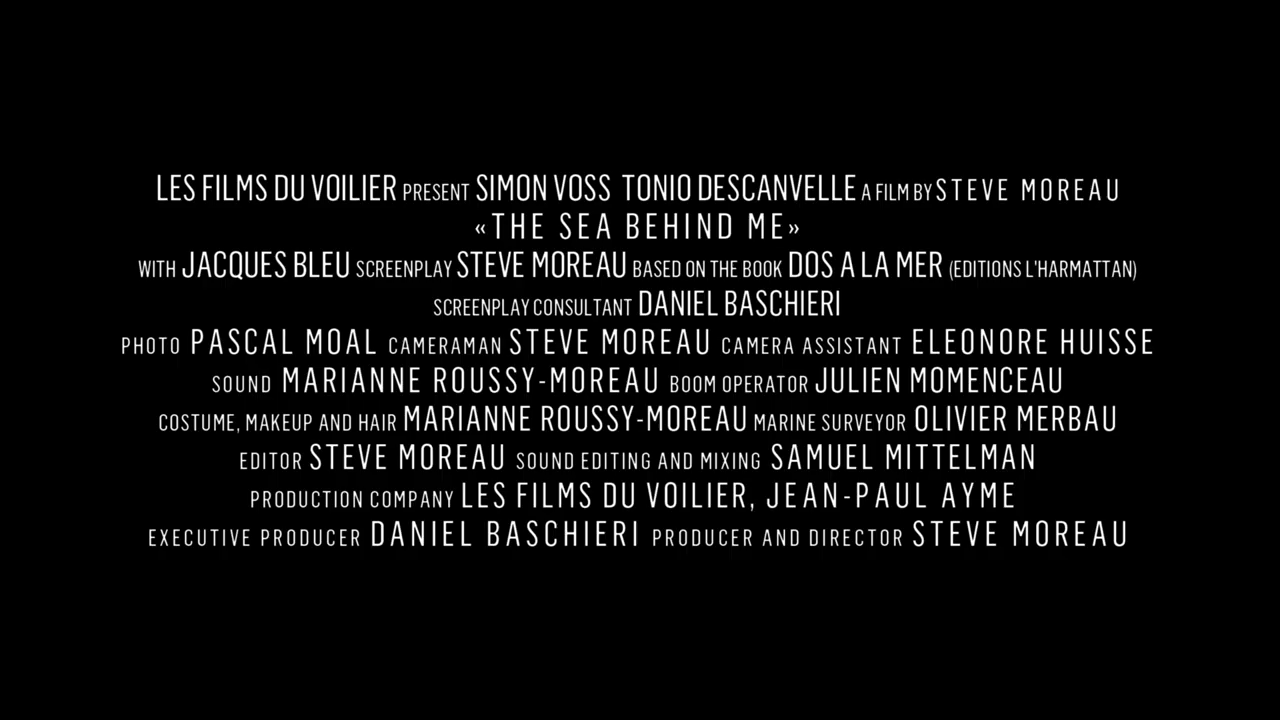 LES FILMS DU VOILIER PRESENT SIMON VOSS TONIO DESCANVELLE A FILM BY STEVE MOREAU
«THE SEA BEHIND ME»
WITH JACQUES BLEU SCREENPLAY STEVE MOREAU BASED ON THE BOOK DOS A LA MER (EDITIONS L'HARMATTAN)
SCREENPLAY CONSULTANT DANIEL BASCHIERI
PHOTO PASCAL MOAL CAMERAMAN STEVE MOREAU CAMERA ASSISTANT ELEONORE HUISSE
SOUND MARIANNE ROUSSY-MOREAU BOOM OPERATOR JULIEN MOMENCEAU
COSTUME, MAKEUP AND HAIR MARIANNE ROUSSY-MOREAU MARINE SURVEYOR OLIVIER MERBAU
EDITOR STEVE MOREAU SOUND EDITING AND MIXING SAMUEL MITTELMAN
PRODUCTION COMPANY LES FILMS DU VOILIER, JEAN-PAUL AYME
EXECUTIVE PRODUCER DANIEL BASCHIERI PRODUCER AND DIRECTOR STEVE MOREAU